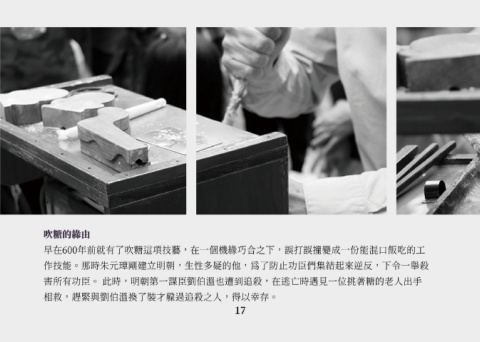 吹糖的緣由
早在600年前就有了吹糖這項技藝，在一個機緣巧合之下，誤打誤撞變成一份能混口飯吃的工
作技能。那時朱元璋剛建立明朝，生性多疑的他，為了防止功臣們集結起來逆反，下令一舉殺
害所有功臣。 此時，明朝第一謀臣劉伯溫也遭到追殺，在逃亡時遇見一位挑著糖的老人出手
相救，趕緊與劉伯溫換了裝才躲過追殺之人，得以幸存。
17